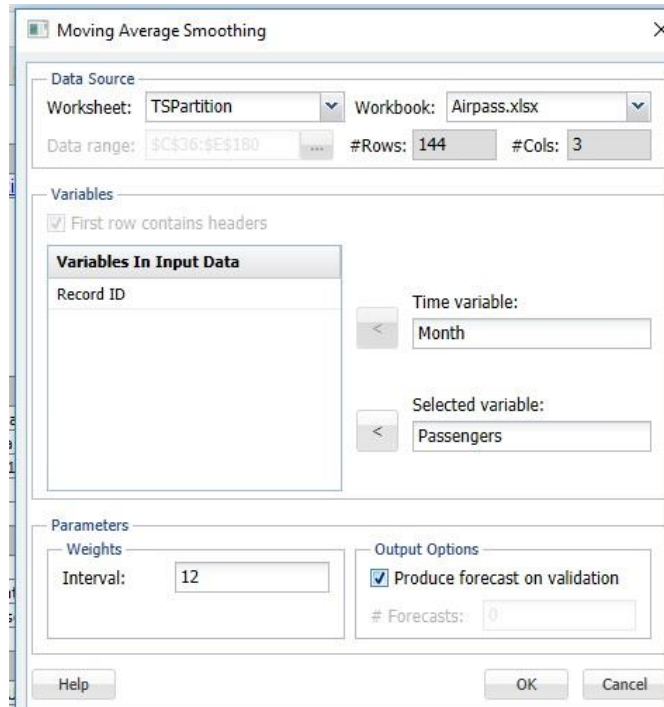 Moving Average Smoothing
Data Source
Worksheet: TSPartition Workbook: Airpass.xlsx
Data range: $C$36:$E$180 ... #Rows: 144 #Cols: 3
Variables
First row contains headers
Variables In Input Data
Record ID
Time variable:
< Month
Selected variable:
< Passengers
Parameters
Weights
Output Options
Interval: 12
Produce forecast on validation
# Forecasts: 0
Help OK Cancel